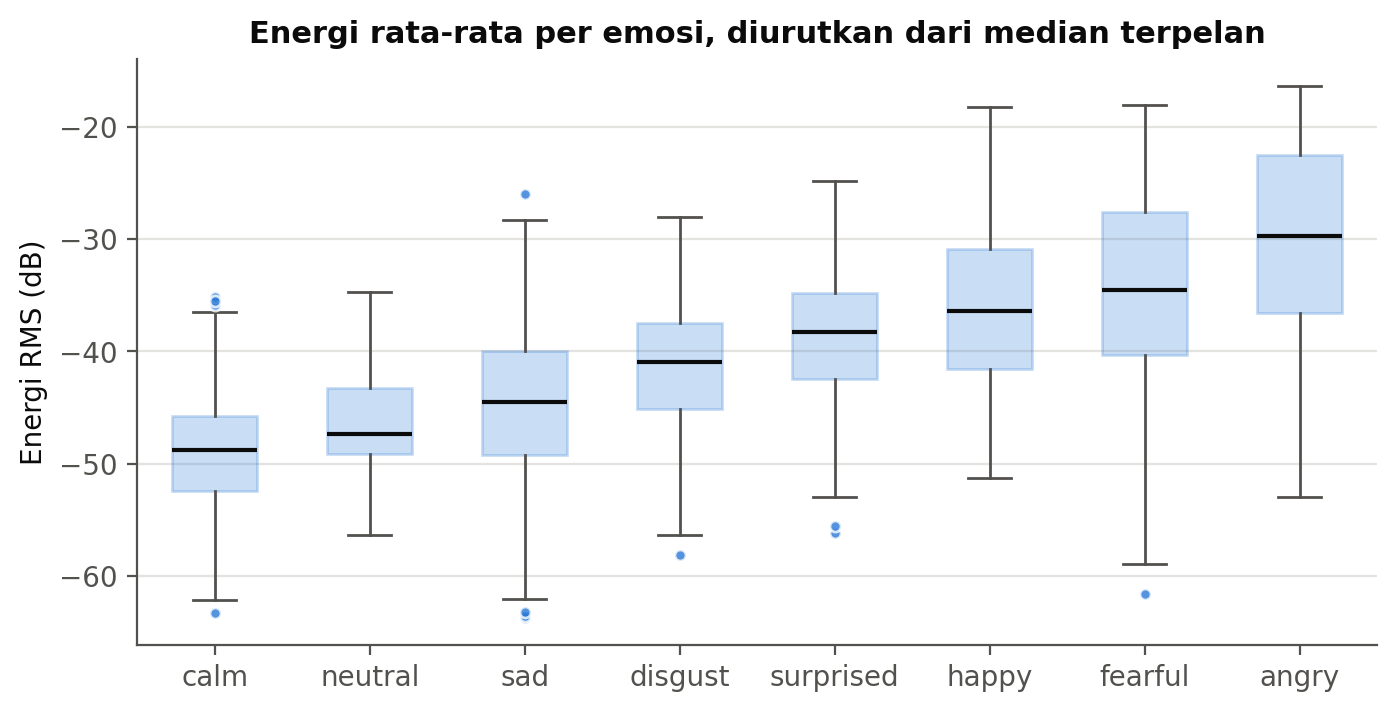 Energi rata-rata per emosi, diurutkan dari median terpelan
Energi RMS (dB)
−20
−30
−40
−50
−60
calm neutral sad disgust surprised happy fearful angry